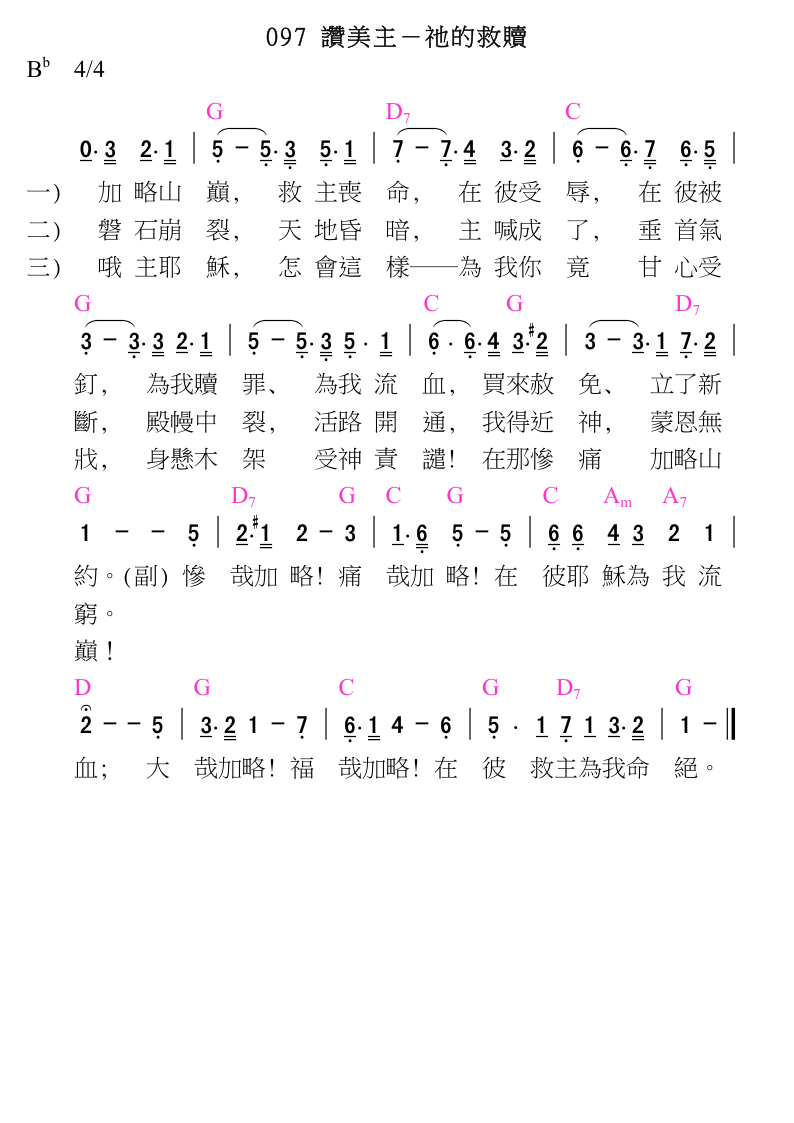 097 讚美主－祂的救贖
Bb 4/4
G D7 C
0·3 2·1 | 5 - 5·3 5·1 | 7 - 7·4 3·2 | 6 - 6·7 6·5 |
一) 加 略山 巔, 救 主喪 命, 在 彼受 辱, 在 彼被
二) 磐 石崩 裂, 天 地昏 暗, 主 喊成 了, 垂 首氣
三) 哦 主耶 穌, 怎 會這 樣——為 我你 竟 甘 心受
G C G D7
3 - 3·3 2·1 | 5 - 5·3 5· 1 | 6· 6·4 3·#2 | 3 - 3·1 7·2 |
釘, 為我贖 罪、 為我 流 血, 買來赦 免、 立了新
斷, 殿幔中 裂, 活路 開 通, 我得近 神, 蒙恩無
戕, 身懸木 架 受神 責 譴! 在那慘 痛 加略山
G D7 G C G C Am A7
1 - - 5 | 2·#1 2 - 3 | 1·6 5 - 5 | 6 6 4 3 2 1 |
約。(副) 慘 哉加 略! 痛 哉加 略! 在 彼耶 穌為 我 流
窮。
巔!
D G C G D7 G
2 - - 5 | 3·2 1 - 7 | 6·1 4 - 6 | 5 · 1 7 1 3·2 | 1 - ||
血; 大 哉加略! 福 哉加略! 在 彼 救主為我命 絕。